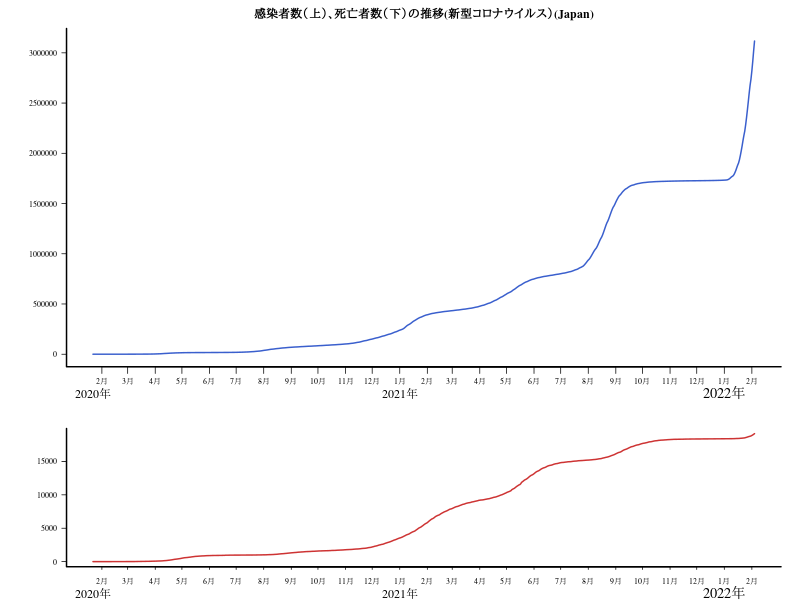 感染者数(上)、死亡者数(下)の推移(新型コロナウイルス)(Japan)
3000000
2500000
2000000
1500000
1000000
500000
0
2月 3月 4月 5月 6月 7月 8月 9月 10月 11月 12月 1月 2月 3月 4月 5月 6月 7月 8月 9月 10月 11月 12月 1月 2月
2020年 2021年 2022年
15000
10000
5000
0
2月 3月 4月 5月 6月 7月 8月 9月 10月 11月 12月 1月 2月 3月 4月 5月 6月 7月 8月 9月 10月 11月 12月 1月 2月
2020年 2021年 2022年